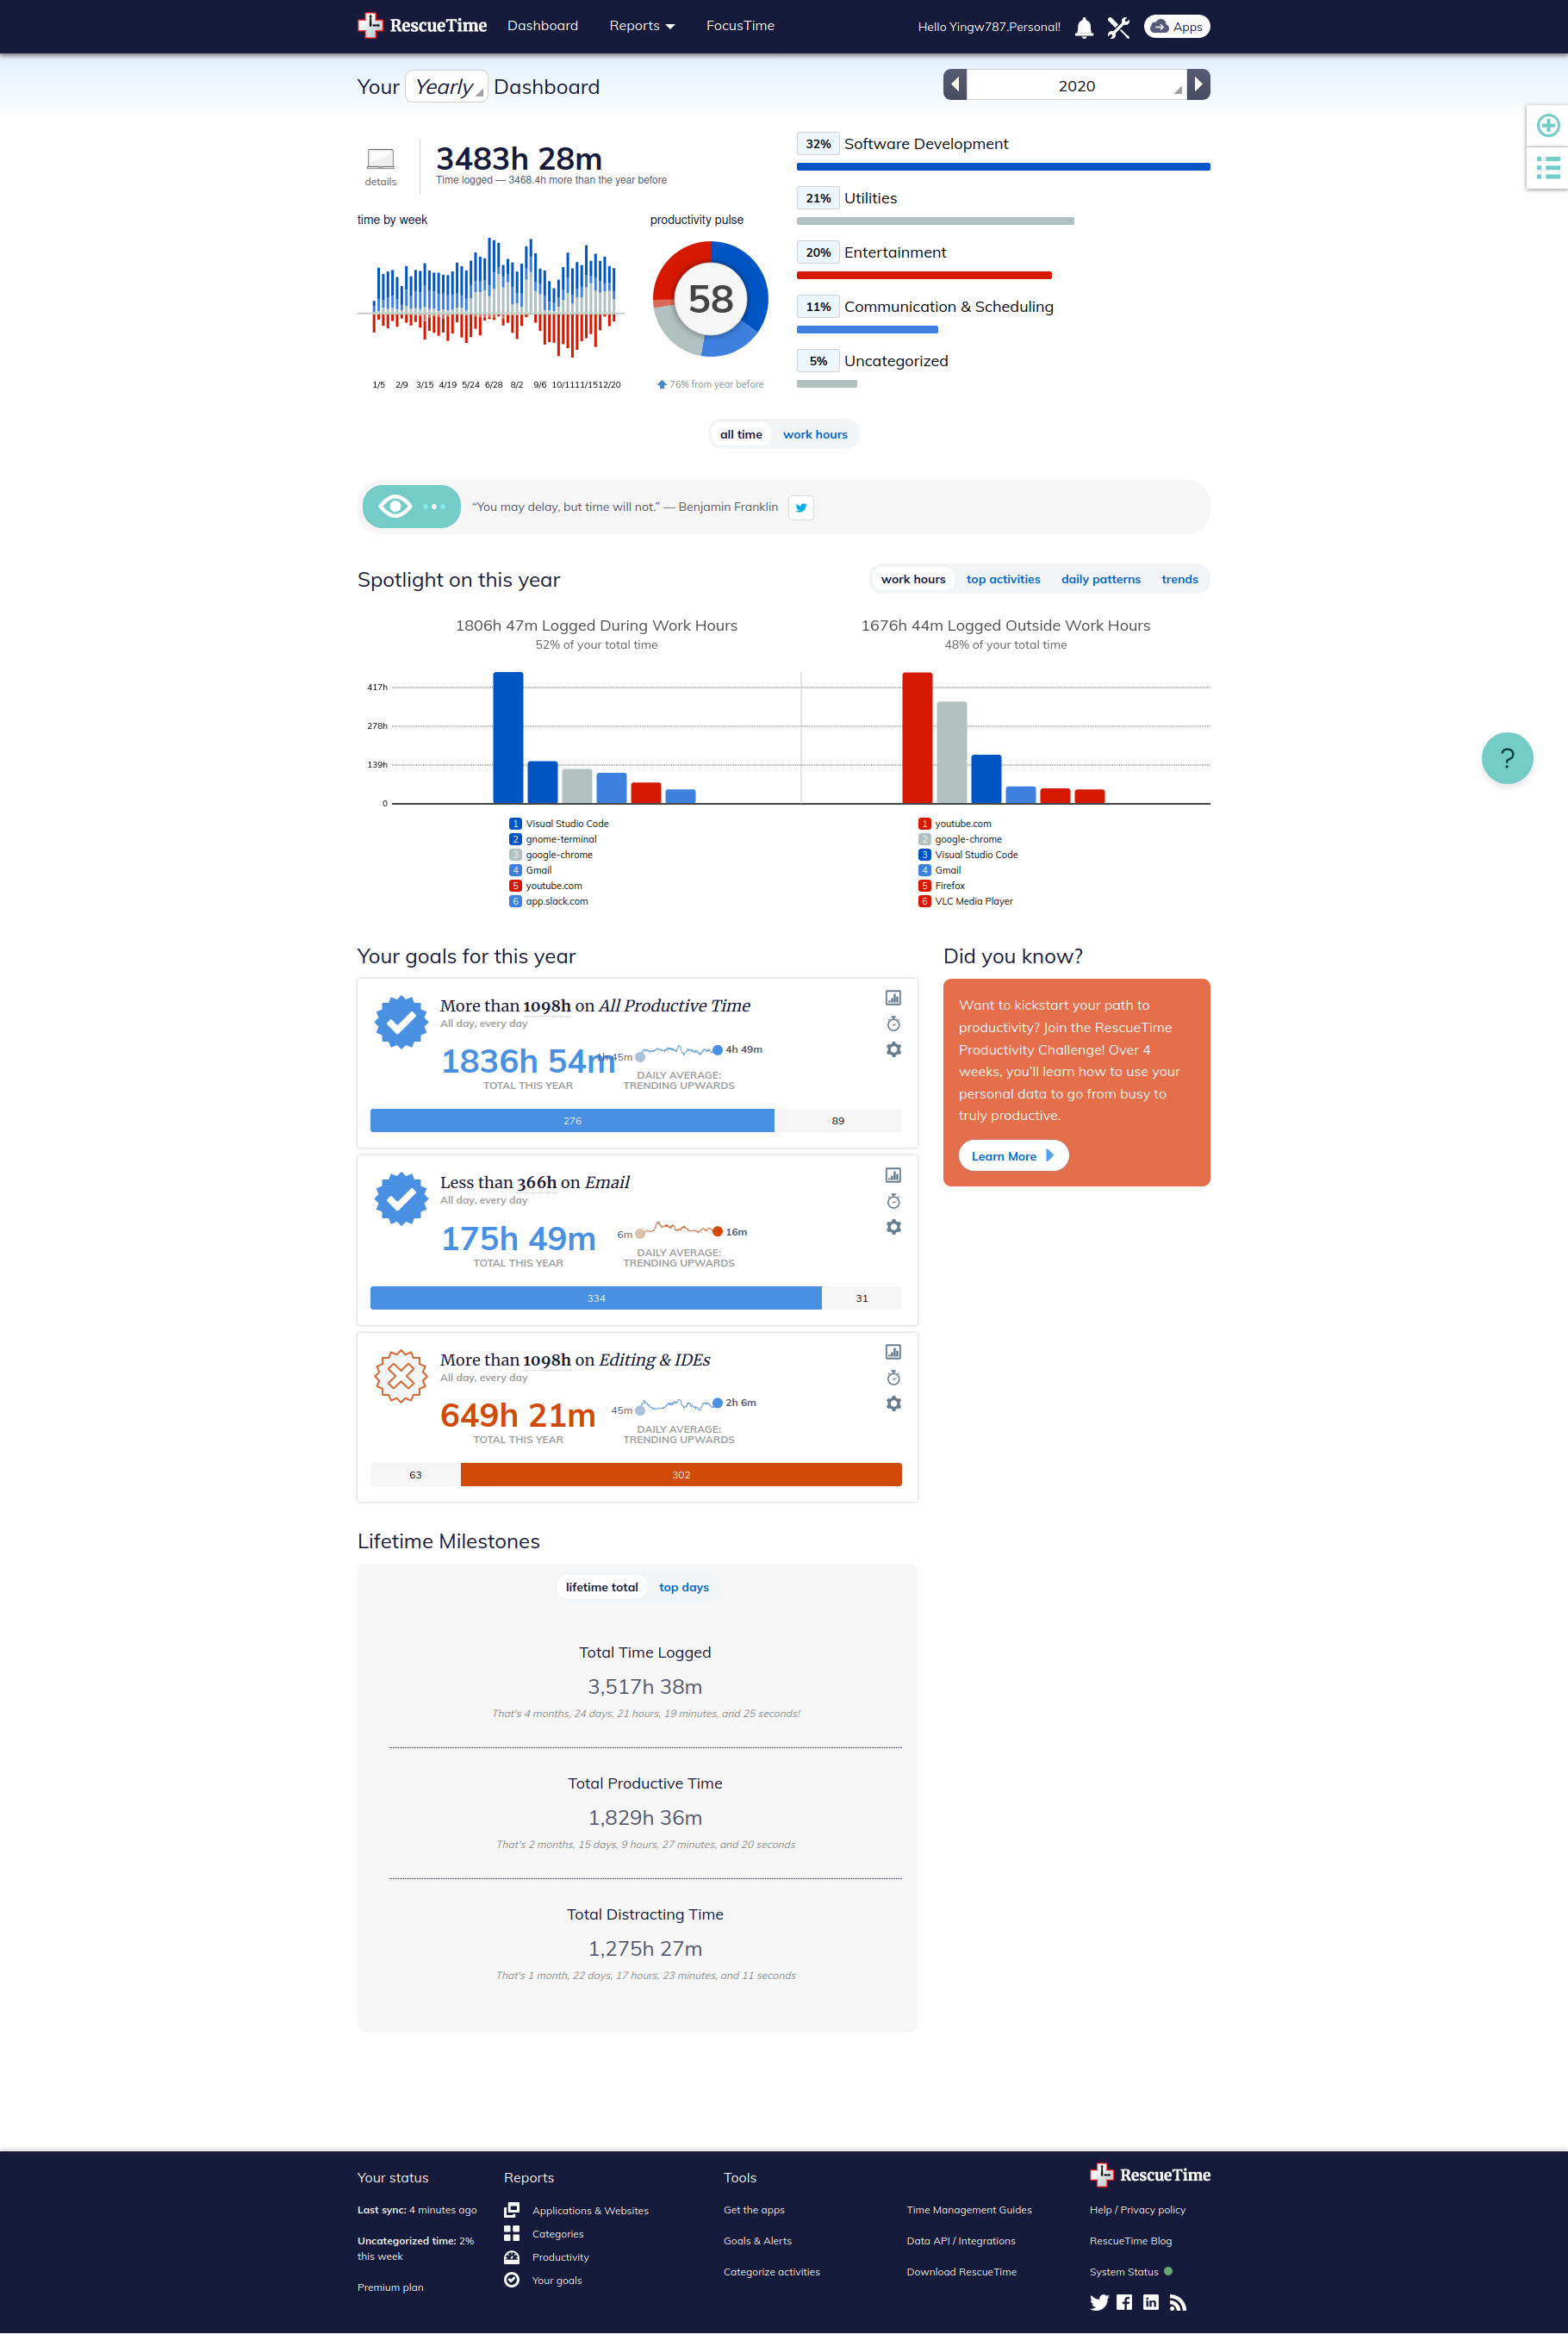 RescueTime
Dashboard
Reports
FocusTime
Hello Yingw787.Personal!
Apps
Your Yearly Dashboard
2020
details
3483h 28m
Time logged — 3468.4h more than the year before
time by week
1/5 2/9 3/15 4/19 5/24 6/28 8/2 9/6 10/11 11/15 12/20
productivity pulse
58
76% from year before
32% Software Development
21% Utilities
20% Entertainment
11% Communication & Scheduling
5% Uncategorized
all time
work hours
“You may delay, but time will not.” — Benjamin Franklin
Spotlight on this year
work hours
top activities
daily patterns
trends
1806h 47m Logged During Work Hours
52% of your total time
1676h 44m Logged Outside Work Hours
48% of your total time
417h
278h
139h
0
1 Visual Studio Code
2 gnome-terminal
3 google-chrome
4 Gmail
5 youtube.com
6 app.slack.com
1 youtube.com
2 google-chrome
3 Visual Studio Code
4 Gmail
5 Firefox
6 VLC Media Player
?
Your goals for this year
More than 1098h on All Productive Time
All day, every day
1836h 54m
TOTAL THIS YEAR
1h 45m
4h 49m
DAILY AVERAGE:
TRENDING UPWARDS
276
89
Less than 366h on Email
All day, every day
175h 49m
TOTAL THIS YEAR
6m
16m
DAILY AVERAGE:
TRENDING UPWARDS
334
31
More than 1098h on Editing & IDEs
All day, every day
649h 21m
TOTAL THIS YEAR
45m
2h 6m
DAILY AVERAGE:
TRENDING UPWARDS
63
302
Did you know?
Want to kickstart your path to
productivity? Join the RescueTime
Productivity Challenge! Over 4
weeks, you’ll learn how to use your
personal data to go from busy to
truly productive.
Learn More
Lifetime Milestones
lifetime total
top days
Total Time Logged
3,517h 38m
That's 4 months, 24 days, 21 hours, 19 minutes, and 25 seconds!
Total Productive Time
1,829h 36m
That's 2 months, 15 days, 9 hours, 27 minutes, and 20 seconds
Total Distracting Time
1,275h 27m
That's 1 month, 22 days, 17 hours, 23 minutes, and 11 seconds
Your status
Last sync: 4 minutes ago
Uncategorized time: 2%
this week
Premium plan
Reports
Applications & Websites
Categories
Productivity
Your goals
Tools
Get the apps
Goals & Alerts
Categorize activities
Time Management Guides
Data API / Integrations
Download RescueTime
RescueTime
Help / Privacy policy
RescueTime Blog
System Status